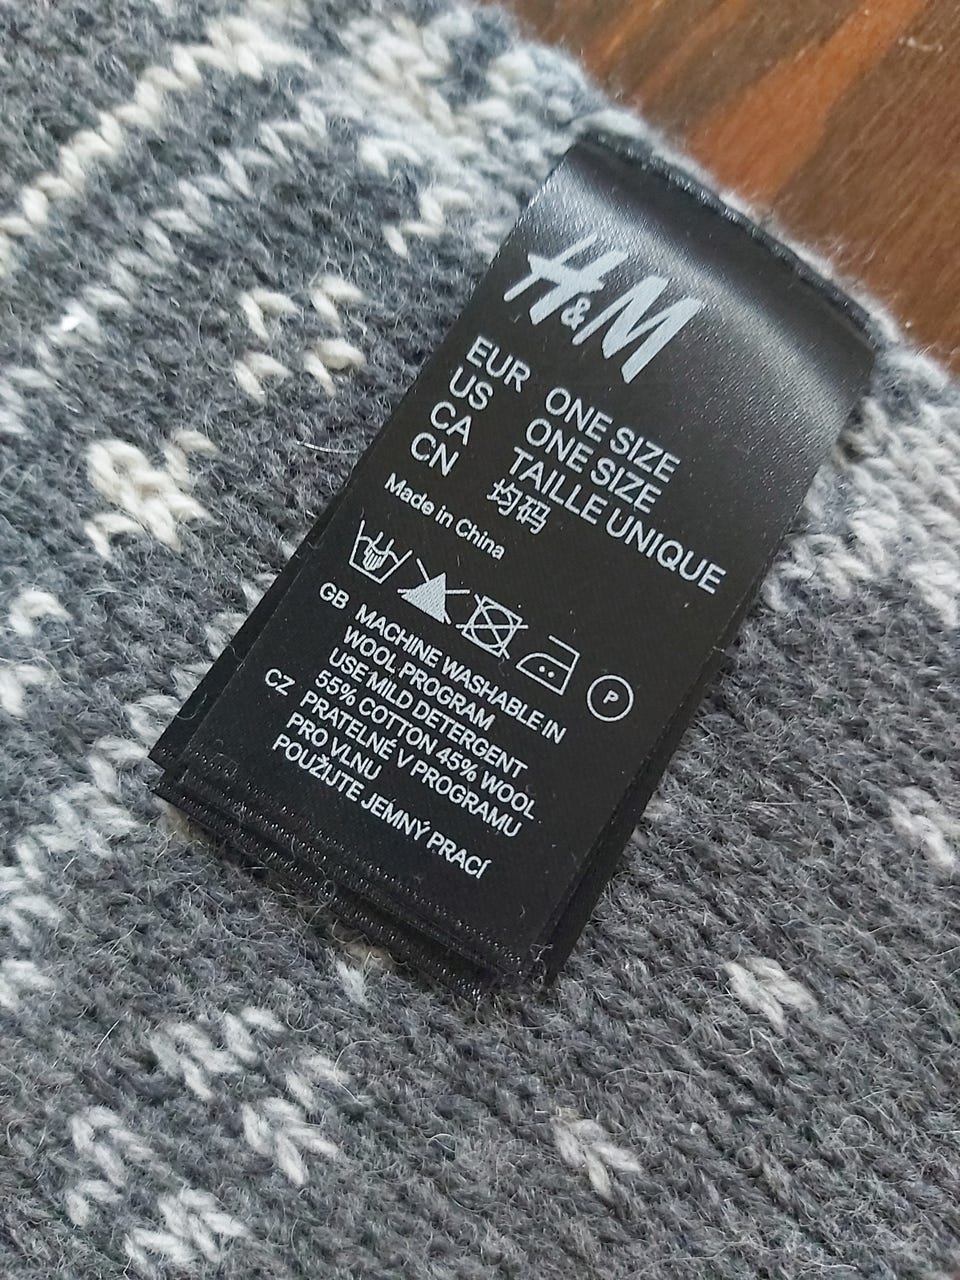 H&M
EUR ONE SIZE
US ONE SIZE
CA TAILLE UNIQUE
CN 均码
Made in China
P
GB MACHINE WASHABLE IN
WOOL PROGRAM
USE MILD DETERGENT
55% COTTON 45% WOOL
CZ PRATELNÉ V PROGRAMU
PRO VLNU
POUŽIJTE JEMNÝ PRACÍ